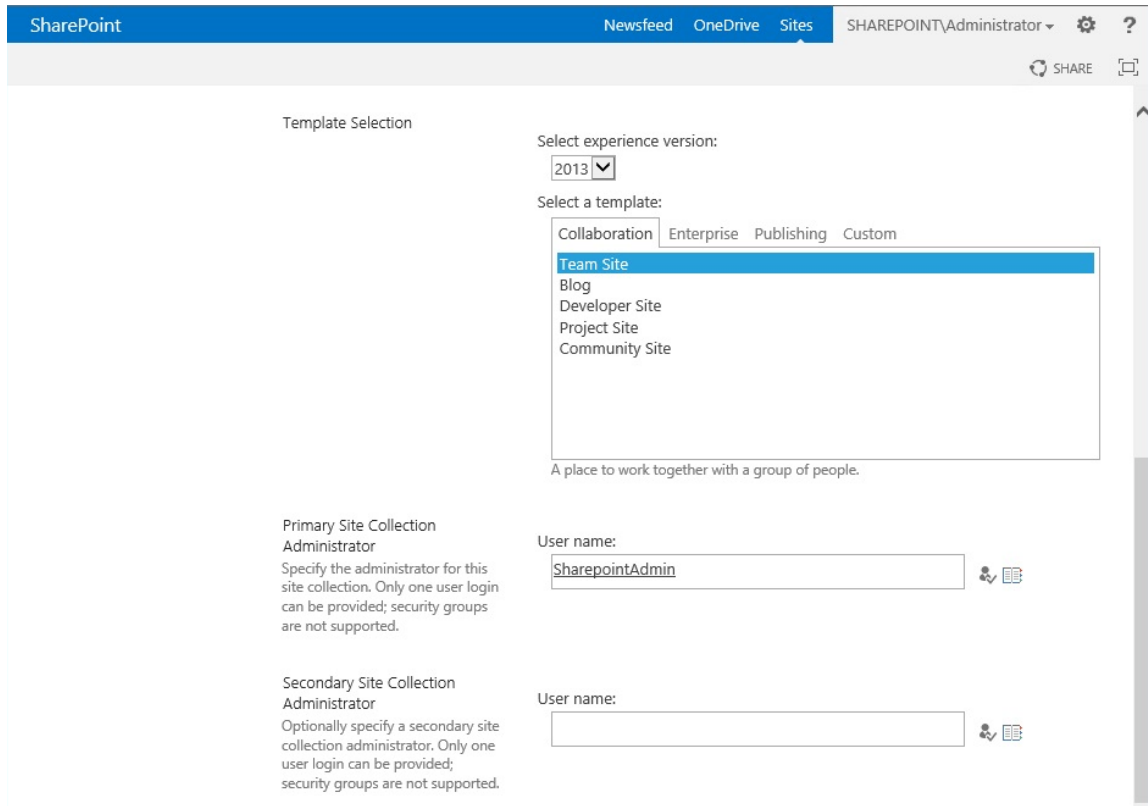 SharePoint
Newsfeed OneDrive Sites SHAREPOINT\Administrator ?
SHARE
Template Selection
Select experience version:
2013
Select a template:
Collaboration Enterprise Publishing Custom
Team Site
Blog
Developer Site
Project Site
Community Site
A place to work together with a group of people.
Primary Site Collection
Administrator
Specify the administrator for this
site collection. Only one user login
can be provided; security groups
are not supported.
User name:
SharepointAdmin
Secondary Site Collection
Administrator
Optionally specify a secondary site
collection administrator. Only one
user login can be provided;
security groups are not supported.
User name: